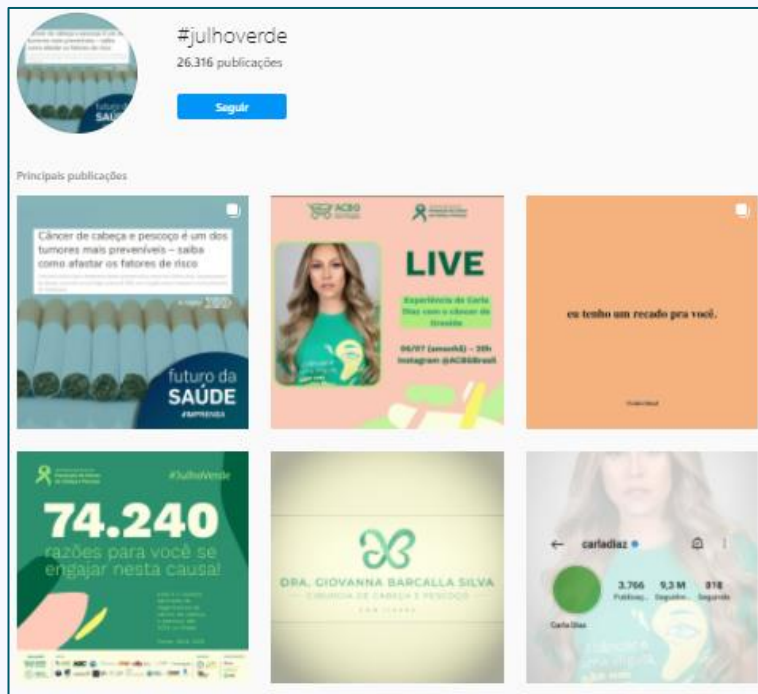 #julhoverde
26.316 publicações
Seguir
Principais publicações
Câncer de cabeça e pescoço é um dos
tumores mais preveníveis – saiba
como afastar os fatores de risco
futuro da
SAÚDE
#IMPRENSA
ACBG
LIVE
Experiência de Carla
Diaz com o câncer de
tireoide
06/07 (amanhã) – 20h
Instagram @ACBGBrasil
eu tenho um recado pra você.
#JulhoVerde
74.240
razões para você se
engajar nesta causa!
DRA. GIOVANNA BARCALLA SILVA
CIRURGIA DE CABEÇA E PESCOÇO
carladiaz
3.766 9,3 M 818
Publicaç... Seguidor... Seguindo
Carla Diaz